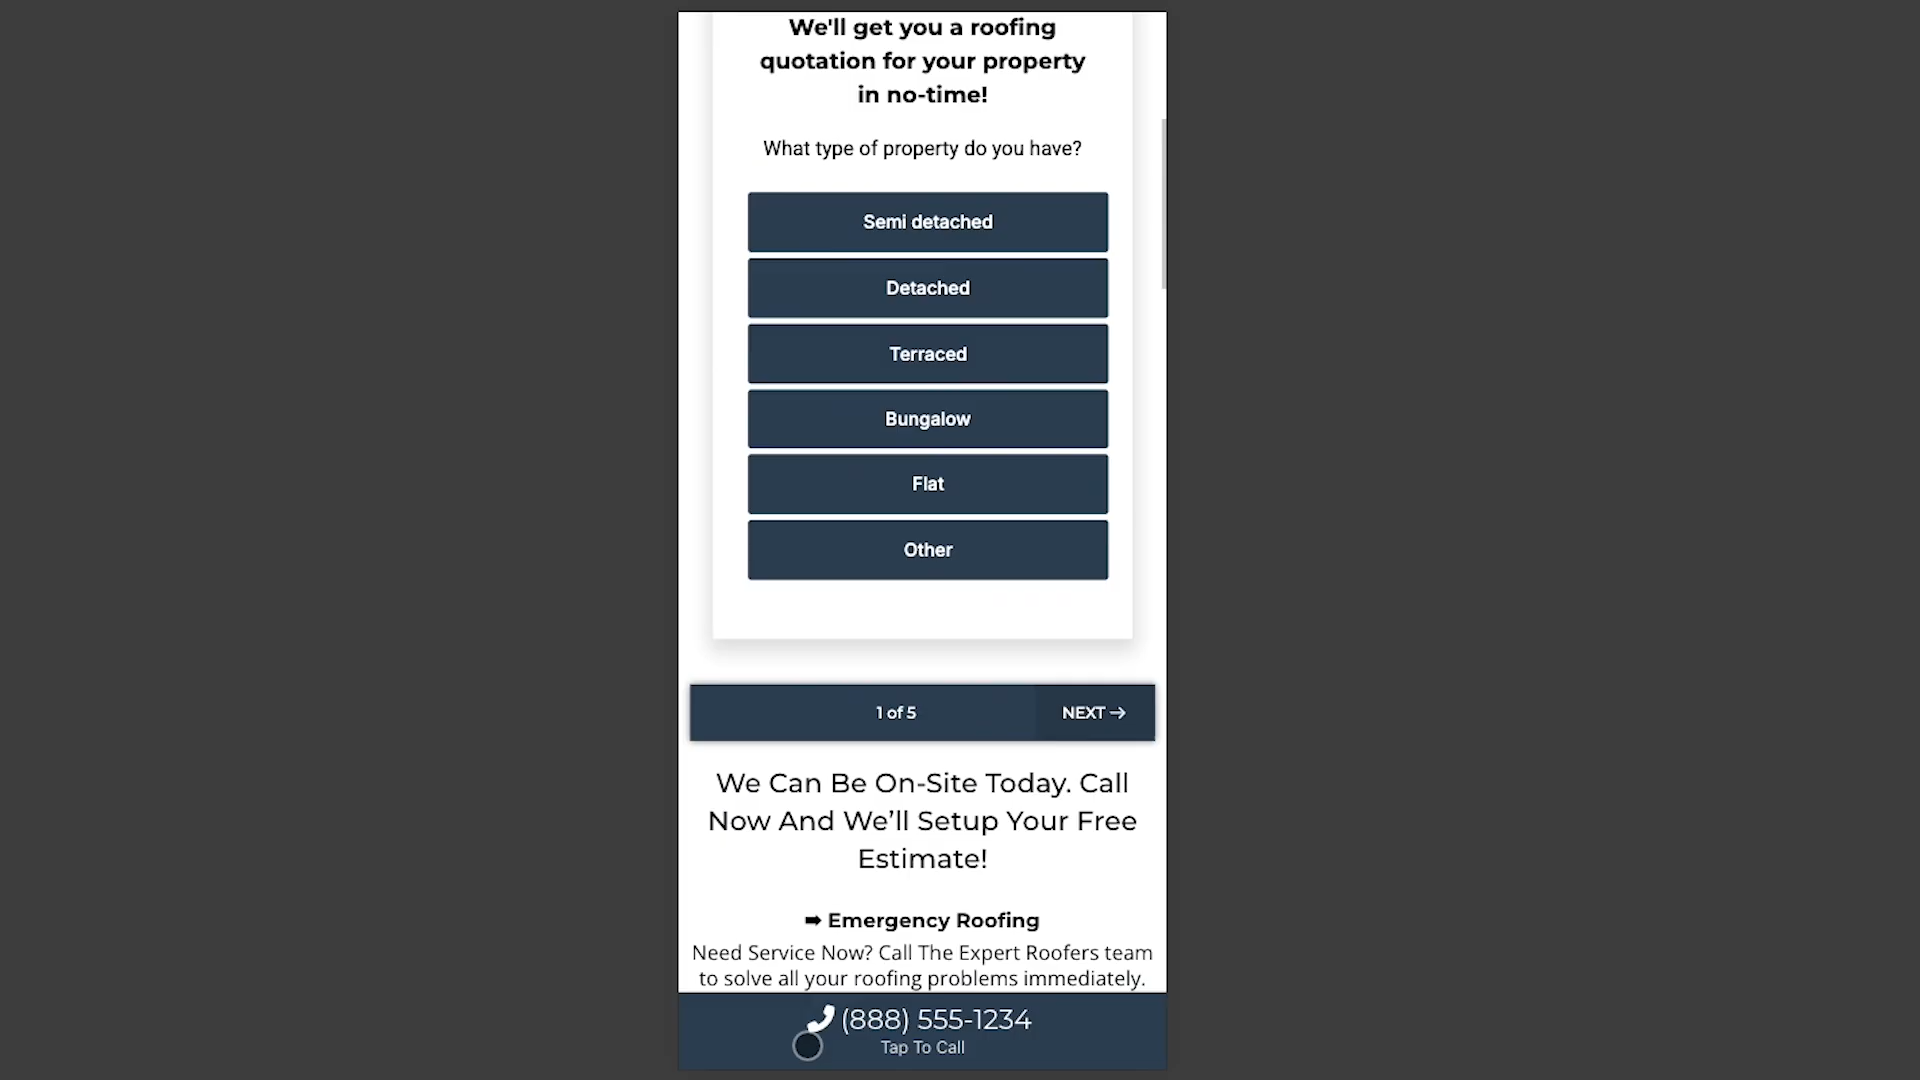 We'll get you a roofing
quotation for your property
in no-time!
What type of property do you have?
Semi detached
Detached
Terraced
Bungalow
Flat
Other
1 of 5
NEXT →
We Can Be On-Site Today. Call
Now And We’ll Setup Your Free
Estimate!
➡ Emergency Roofing
Need Service Now? Call The Expert Roofers team
to solve all your roofing problems immediately.
(888) 555-1234
Tap To Call